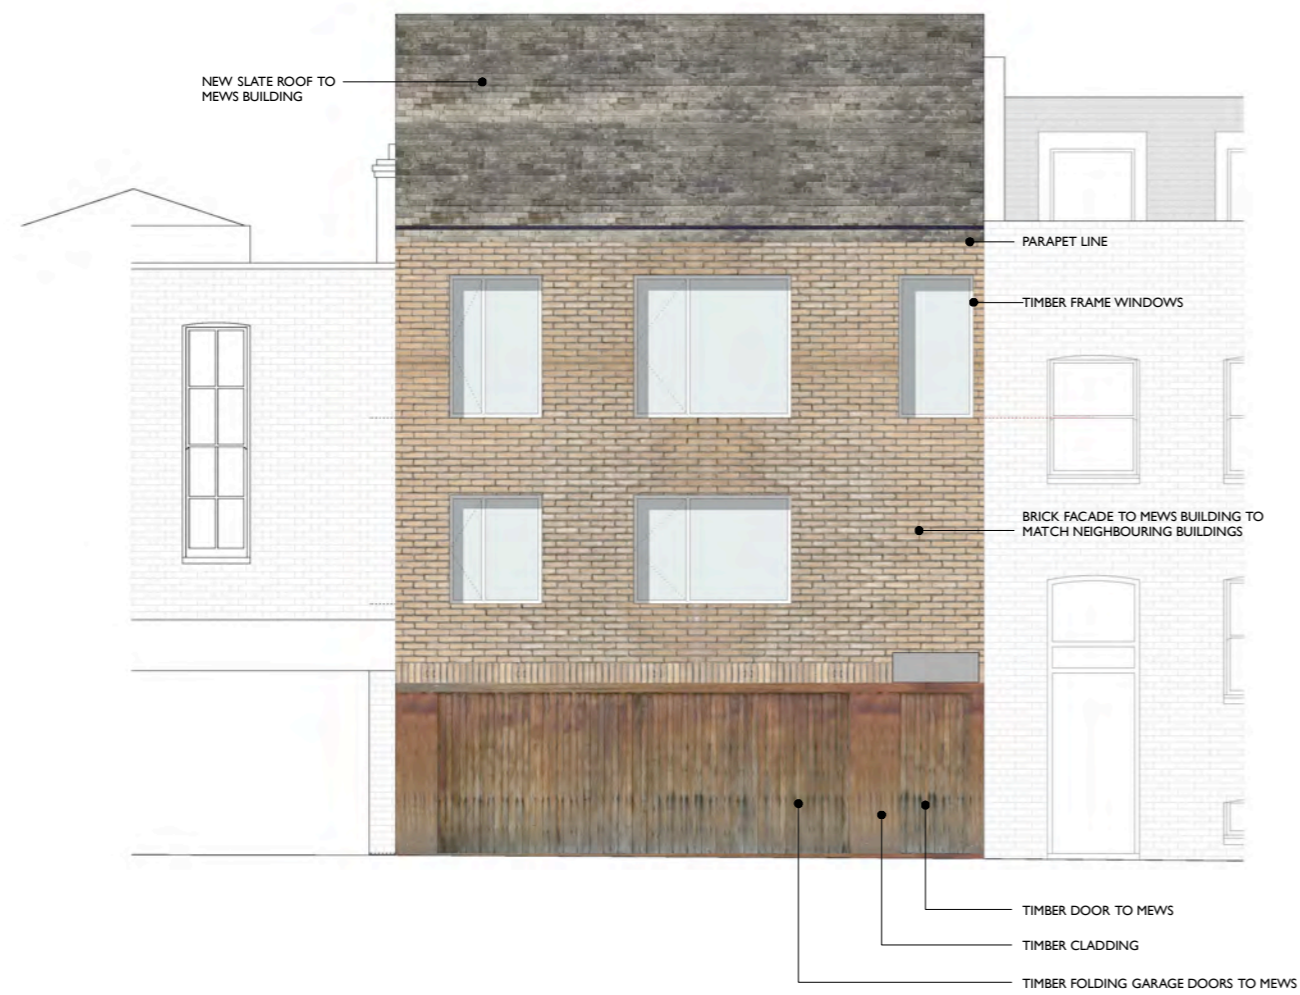 NEW SLATE ROOF TO
MEWS BUILDING
PARAPET LINE
TIMBER FRAME WINDOWS
BRICK FACADE TO MEWS BUILDING TO
MATCH NEIGHBOURING BUILDINGS
TIMBER DOOR TO MEWS
TIMBER CLADDING
TIMBER FOLDING GARAGE DOORS TO MEWS